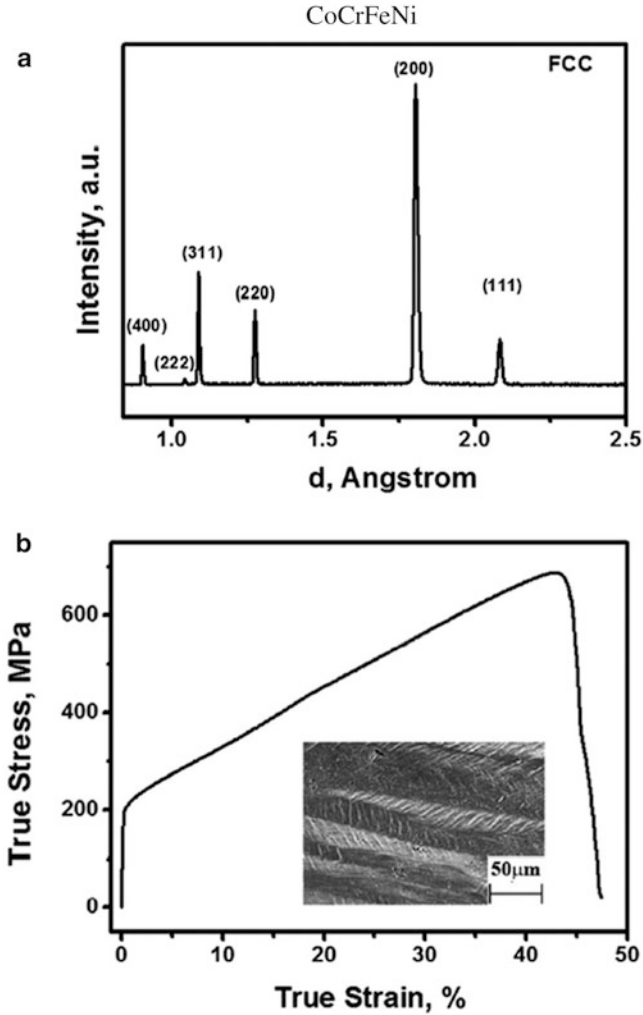 CoCrFeNi
a
(200)
FCC
(311)
(220)
(111)
(400)
(222)
Intensity, a.u.
1.0
1.5
2.0
2.5
d, Angstrom
b
600
400
200
0
True Stress, MPa
50μm
0
10
20
30
40
50
True Strain, %